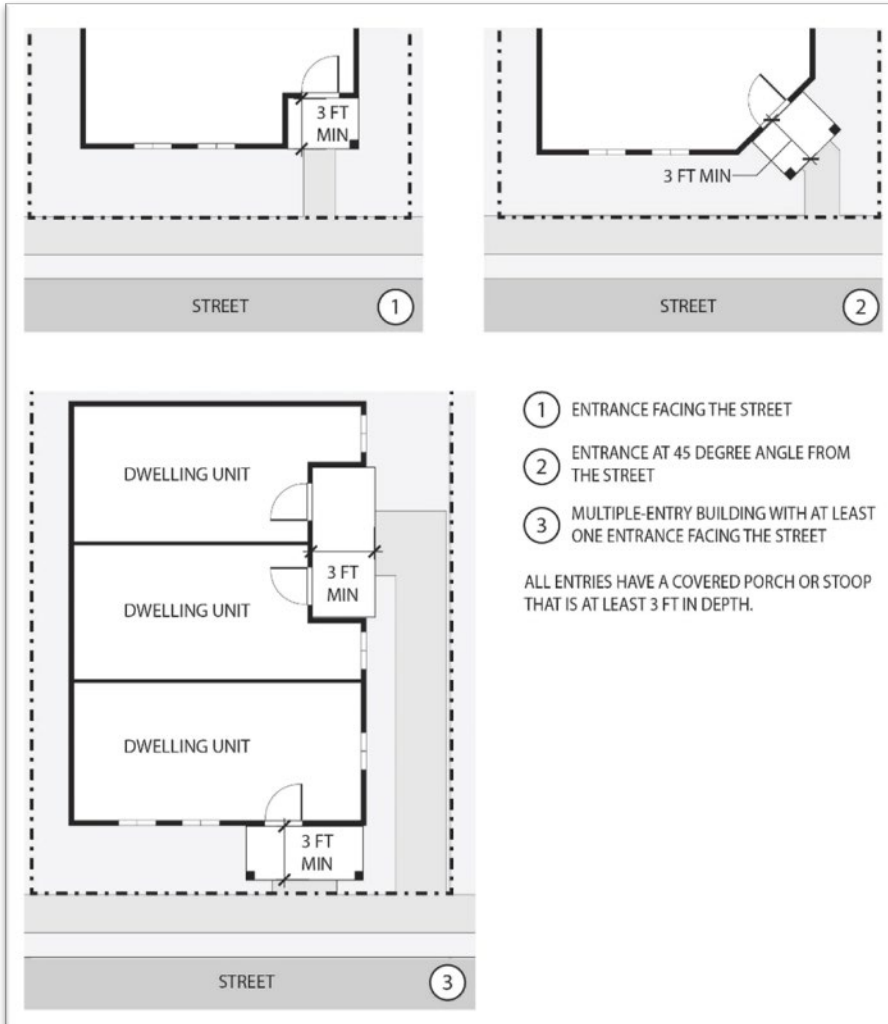 3 FT
MIN
STREET
1
3 FT MIN
STREET
2
DWELLING UNIT
3 FT
MIN
DWELLING UNIT
DWELLING UNIT
3 FT
MIN
STREET
3
1 ENTRANCE FACING THE STREET
2 ENTRANCE AT 45 DEGREE ANGLE FROM
THE STREET
3 MULTIPLE-ENTRY BUILDING WITH AT LEAST
ONE ENTRANCE FACING THE STREET
ALL ENTRIES HAVE A COVERED PORCH OR STOOP
THAT IS AT LEAST 3 FT IN DEPTH.